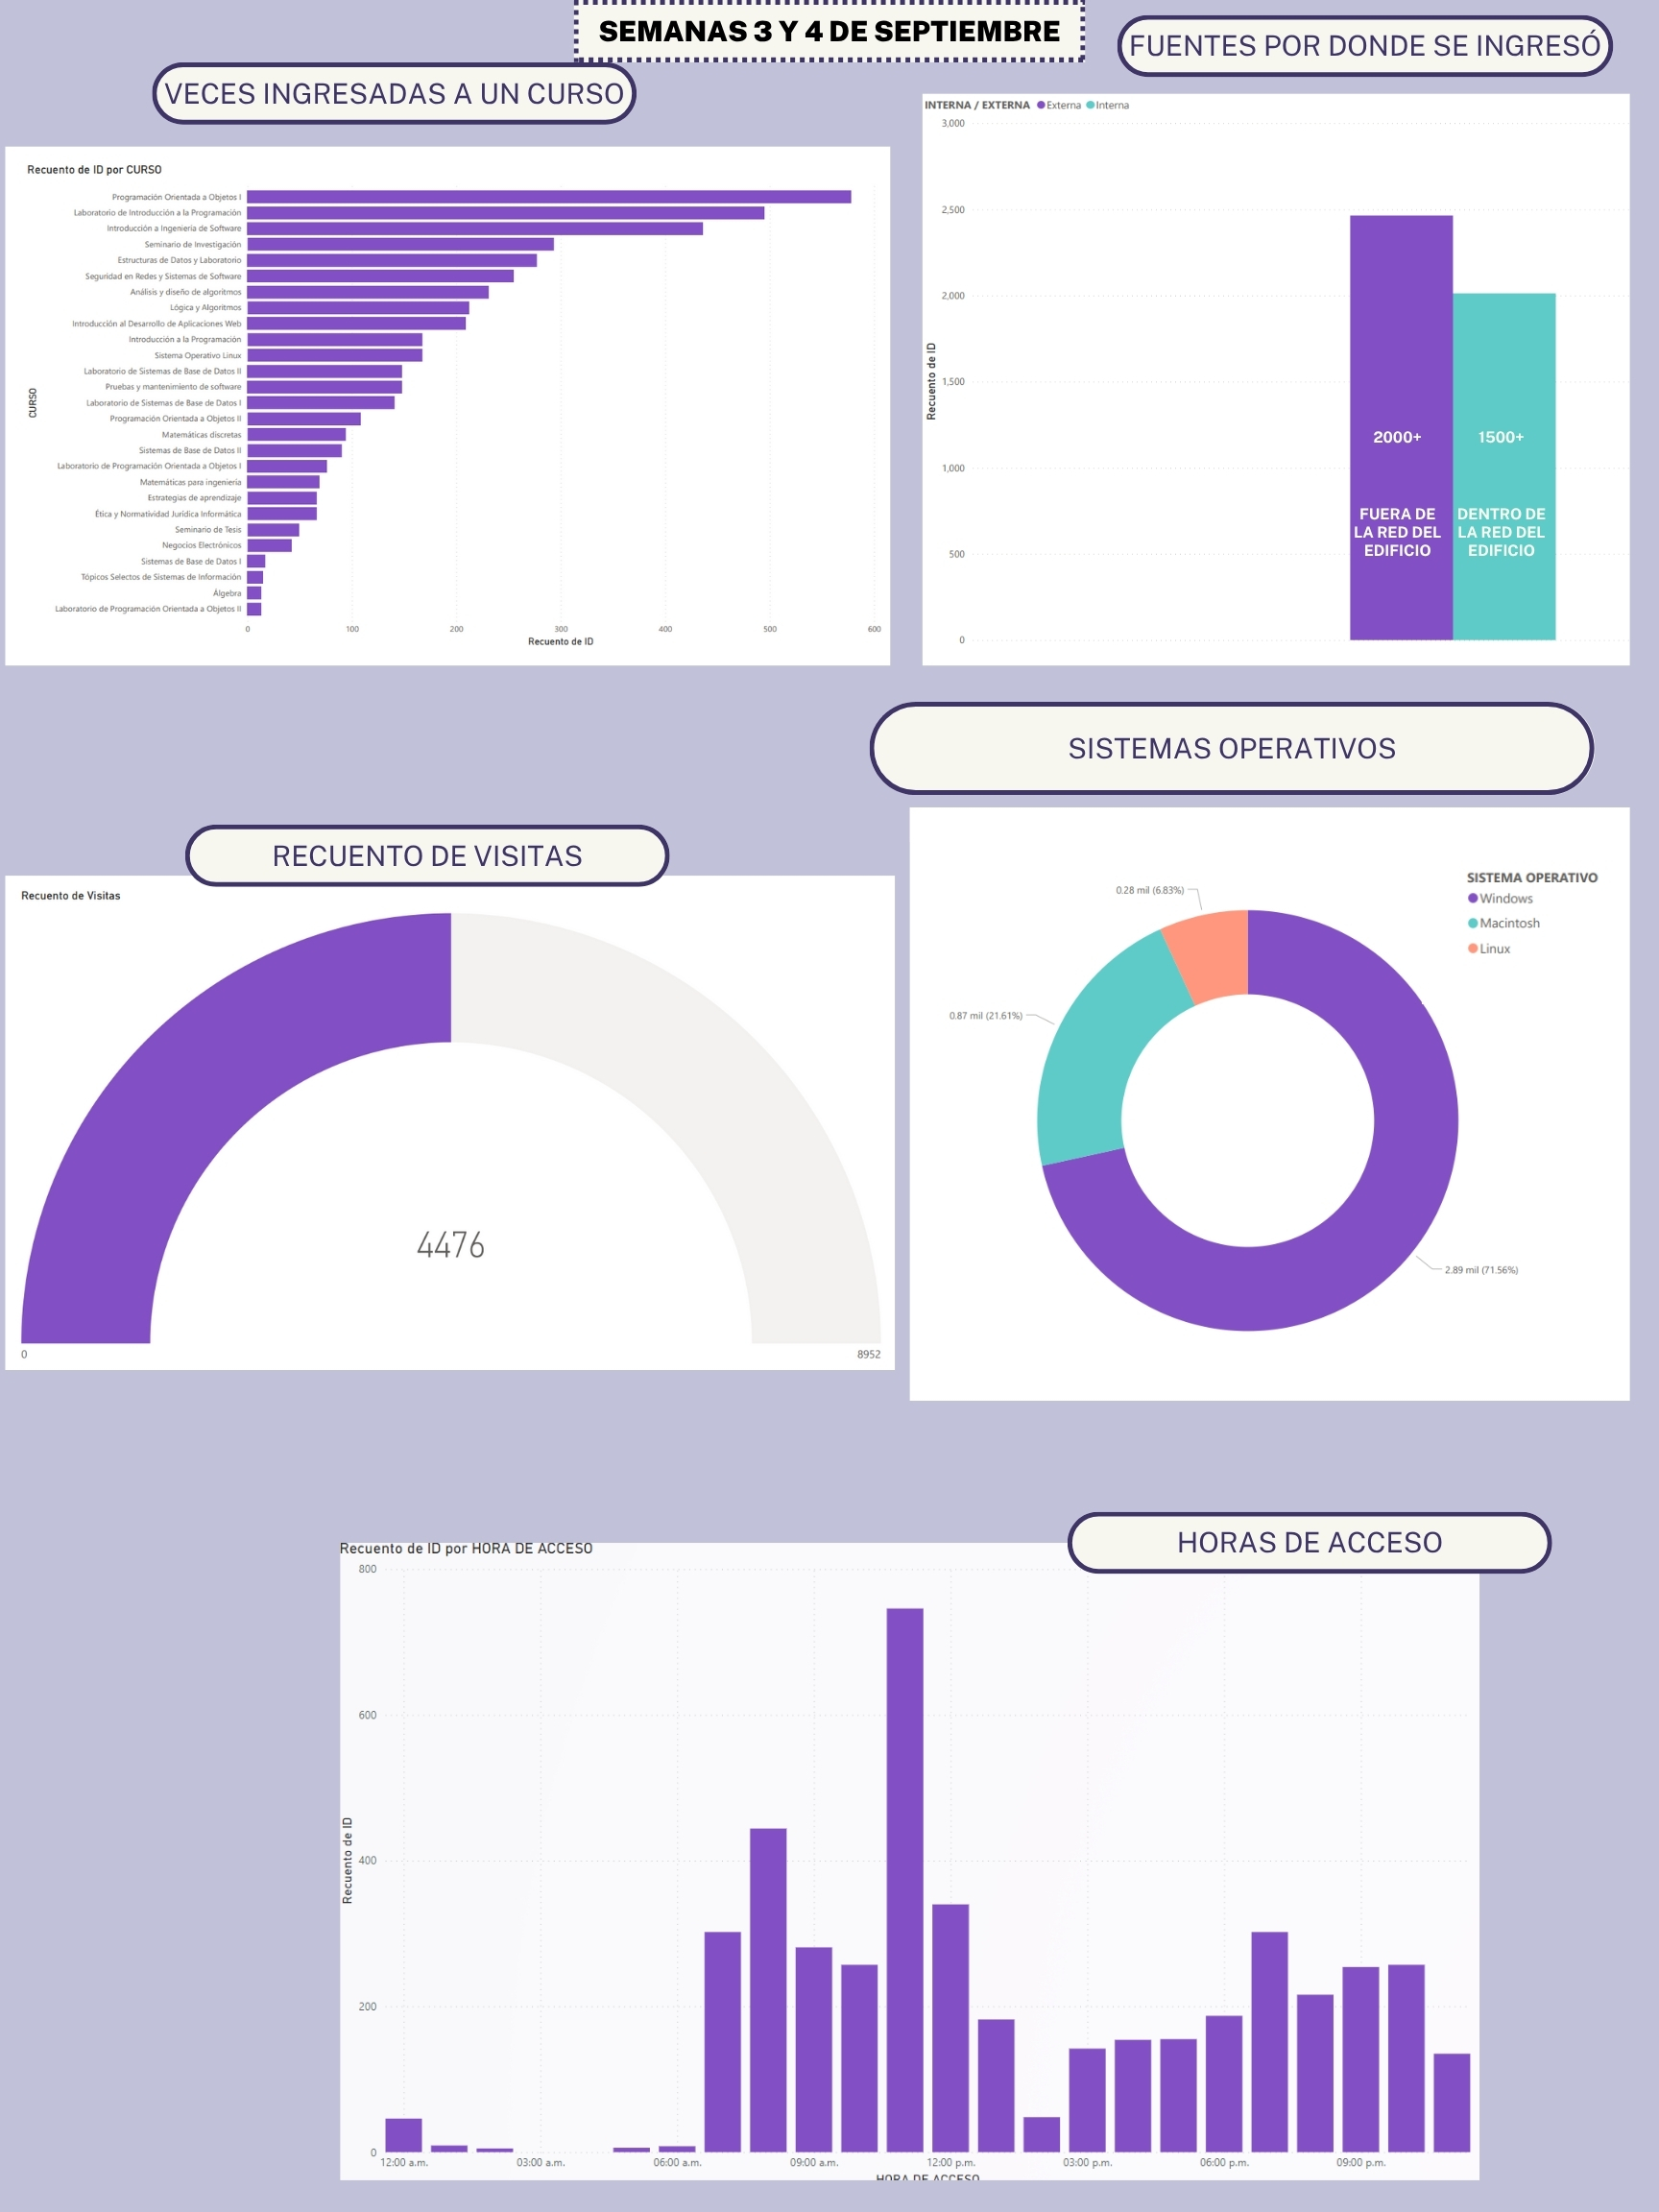 SEMANAS 3 Y 4 DE SEPTIEMBRE
VECES INGRESADAS A UN CURSO
Recuento de ID por CURSO
CURSO
Programación Orientada a Objetos I
Laboratorio de Introducción a la Programación
Introducción a Ingeniería de Software
Seminario de Investigación
Estructuras de Datos y Laboratorio
Seguridad en Redes y Sistemas de Software
Análisis y diseño de algoritmos
Lógica y Algoritmos
Introducción al Desarrollo de Aplicaciones Web
Introducción a la Programación
Sistema Operativo Linux
Laboratorio de Sistemas de Base de Datos II
Pruebas y mantenimiento de software
Laboratorio de Sistemas de Base de Datos I
Programación Orientada a Objetos II
Matemáticas discretas
Sistemas de Base de Datos II
Laboratorio de Programación Orientada a Objetos I
Matemáticas para ingeniería
Estrategias de aprendizaje
Ética y Normatividad Jurídica Informática
Seminario de Tesis
Negocios Electrónicos
Sistemas de Base de Datos I
Tópicos Selectos de Sistemas de Información
Álgebra
Laboratorio de Programación Orientada a Objetos II
0 100 200 300 400 500 600
Recuento de ID
FUENTES POR DONDE SE INGRESÓ
INTERNA / EXTERNA Externa Interna
Recuento de ID
3,000
2,500
2,000
1,500
1,000
500
0
2000+
FUERA DE
LA RED DEL
EDIFICIO
1500+
DENTRO DE
LA RED DEL
EDIFICIO
RECUENTO DE VISITAS
Recuento de Visitas
4476
0 8952
SISTEMAS OPERATIVOS
SISTEMA OPERATIVO
Windows
Macintosh
Linux
0.28 mil (6.83%)
0.87 mil (21.61%)
2.89 mil (71.56%)
HORAS DE ACCESO
Recuento de ID por HORA DE ACCESO
Recuento de ID
800
600
400
200
0
12:00 a.m. 03:00 a.m. 06:00 a.m. 09:00 a.m. 12:00 p.m. 03:00 p.m. 06:00 p.m. 09:00 p.m.
HORA DE ACCESO